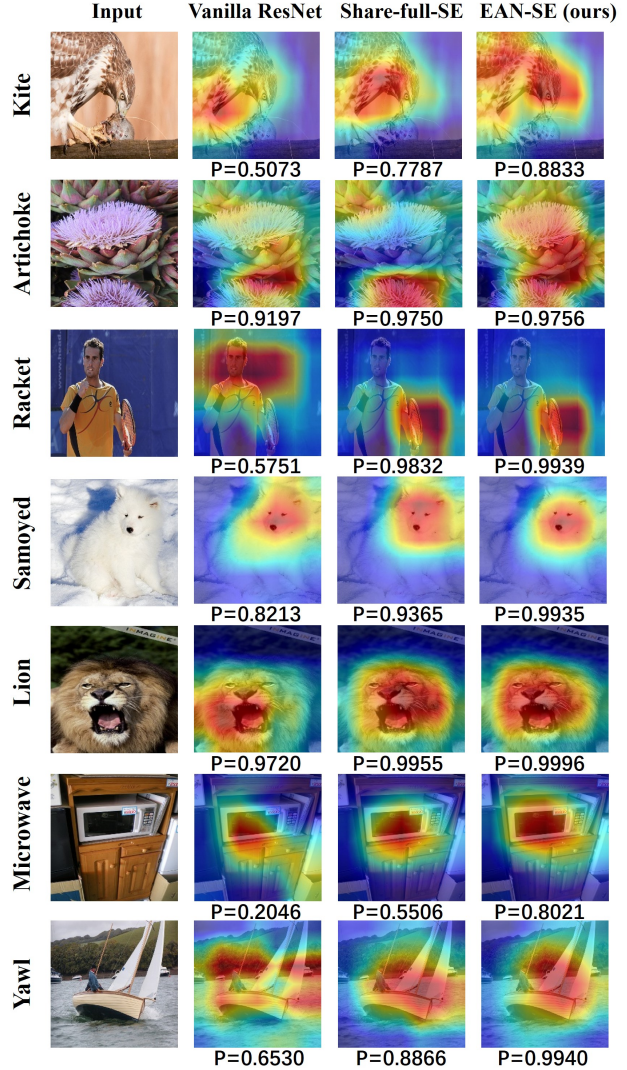 Input Vanilla ResNet Share-full-SE EAN-SE (ours)
Kite
P=0.5073 P=0.7787 P=0.8833
Artichoke
P=0.9197 P=0.9750 P=0.9756
Racket
P=0.5751 P=0.9832 P=0.9939
Samoyed
P=0.8213 P=0.9365 P=0.9935
Lion
P=0.9720 P=0.9955 P=0.9996
Microwave
P=0.2046 P=0.5506 P=0.8021
Yawl
P=0.6530 P=0.8866 P=0.9940